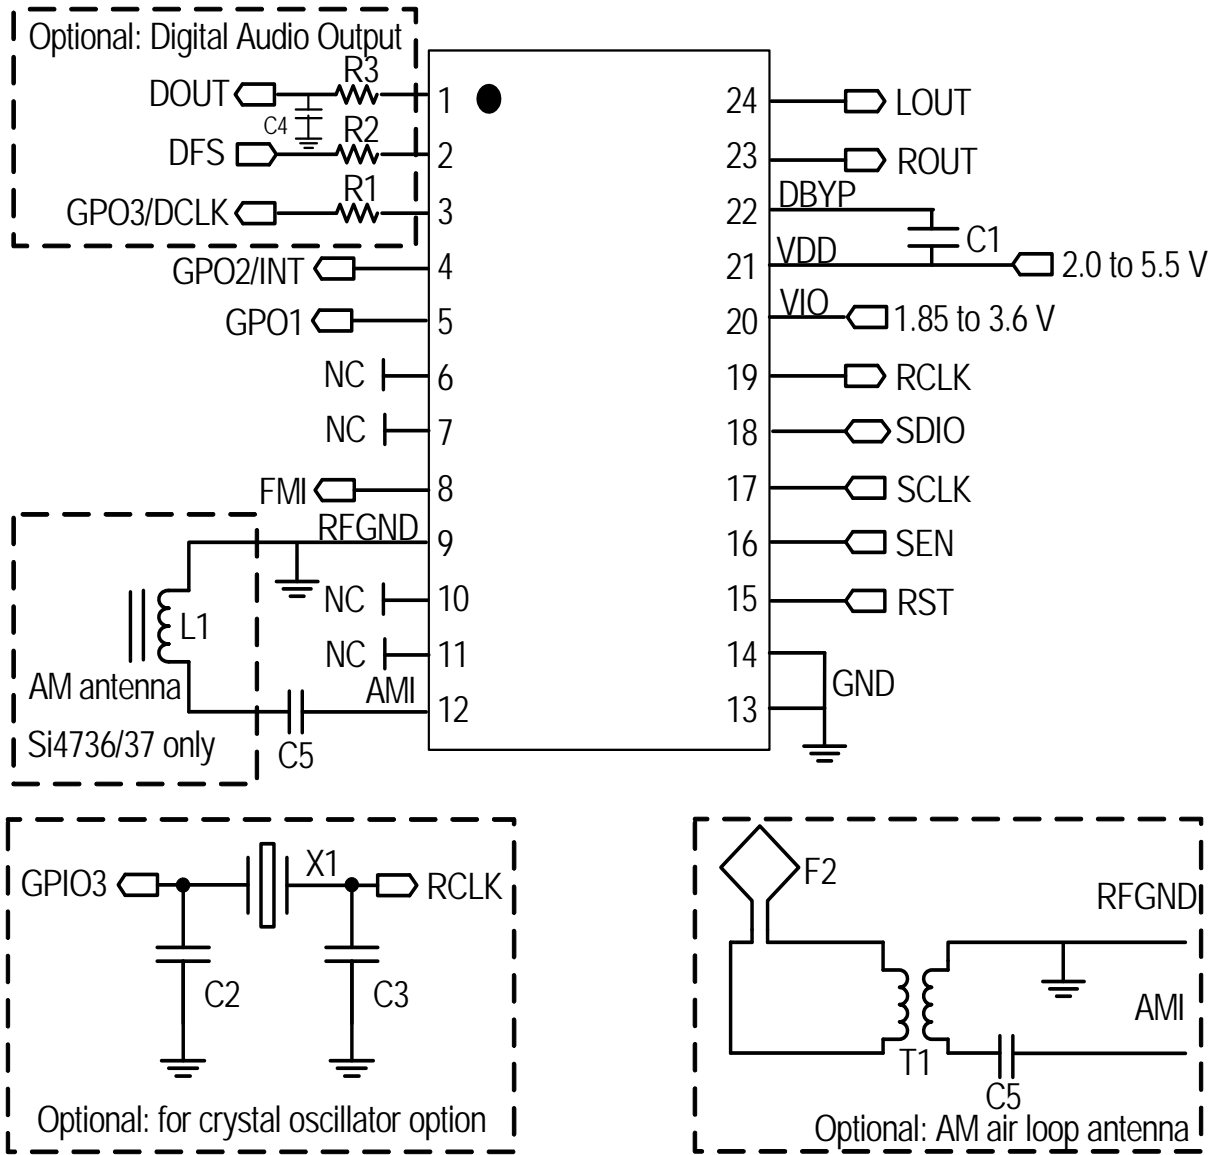 Optional: Digital Audio Output
R3
DOUT
1
C4
R2
DFS
2
R1
GPO3/DCLK
3
GPO2/INT
4
GPO1
5
NC
6
NC
7
FMI
8
RFGND
9
NC
10
NC
11
AMI
12
L1
AM antenna
Si4736/37 only
C5
24
LOUT
23
ROUT
DBYP
22
C1
VDD
21
2.0 to 5.5 V
VIO
20
1.85 to 3.6 V
19
RCLK
18
SDIO
17
SCLK
16
SEN
15
RST
14
GND
13
X1
GPIO3
RCLK
C2
C3
Optional: for crystal oscillator option
F2
RFGND
AMI
T1
C5
Optional: AM air loop antenna